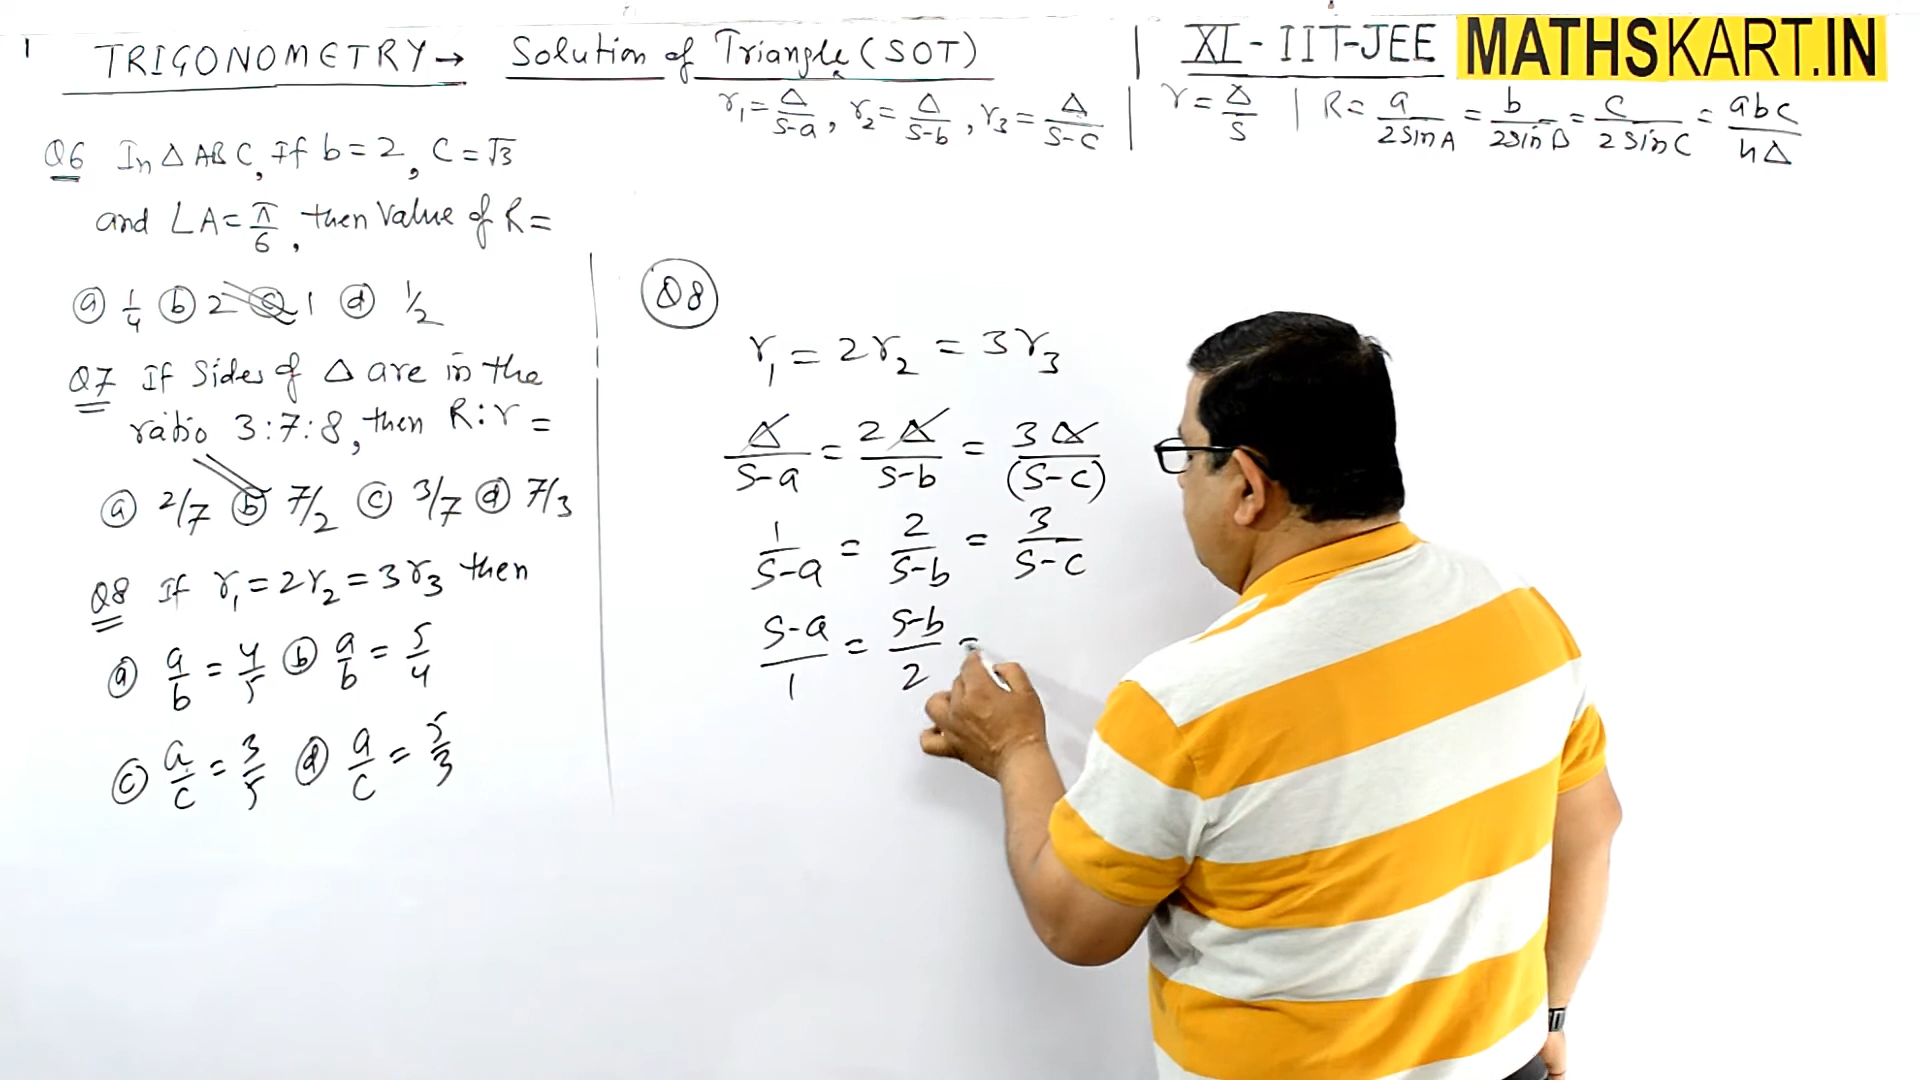 1
TRIGONOMETRY → Solution of Triangle (SOT) | XI - IIT-JEE MATHSKART.IN
r₁ = Δ/(s-a), r₂ = Δ/(s-b), r₃ = Δ/(s-c) | r = Δ/s | R = a/(2sinA) = b/(2sinB) = c/(2sinC) = abc/(4Δ)
Q6 In Δ ABC, If b = 2, C = √3
and ∠A = π/6, then Value of R =
ⓐ 1/4 ⓑ 2 ⓒ 1 ⓓ 1/2
Q7 If Sides of Δ are in the
ratio 3:7:8, then R:r =
ⓐ 2/7 ⓑ 7/2 ⓒ 3/7 ⓓ 7/3
Q8 If r₁ = 2r₂ = 3r₃ then
ⓐ a/b = 4/5 ⓑ a/b = 5/4
ⓒ a/c = 3/5 ⓓ a/c = 5/3
Q8
r₁ = 2r₂ = 3r₃
Δ/(s-a) = 2Δ/(s-b) = 3Δ/(s-c)
1/(s-a) = 2/(s-b) = 3/(s-c)
(s-a)/1 = (s-b)/2 =